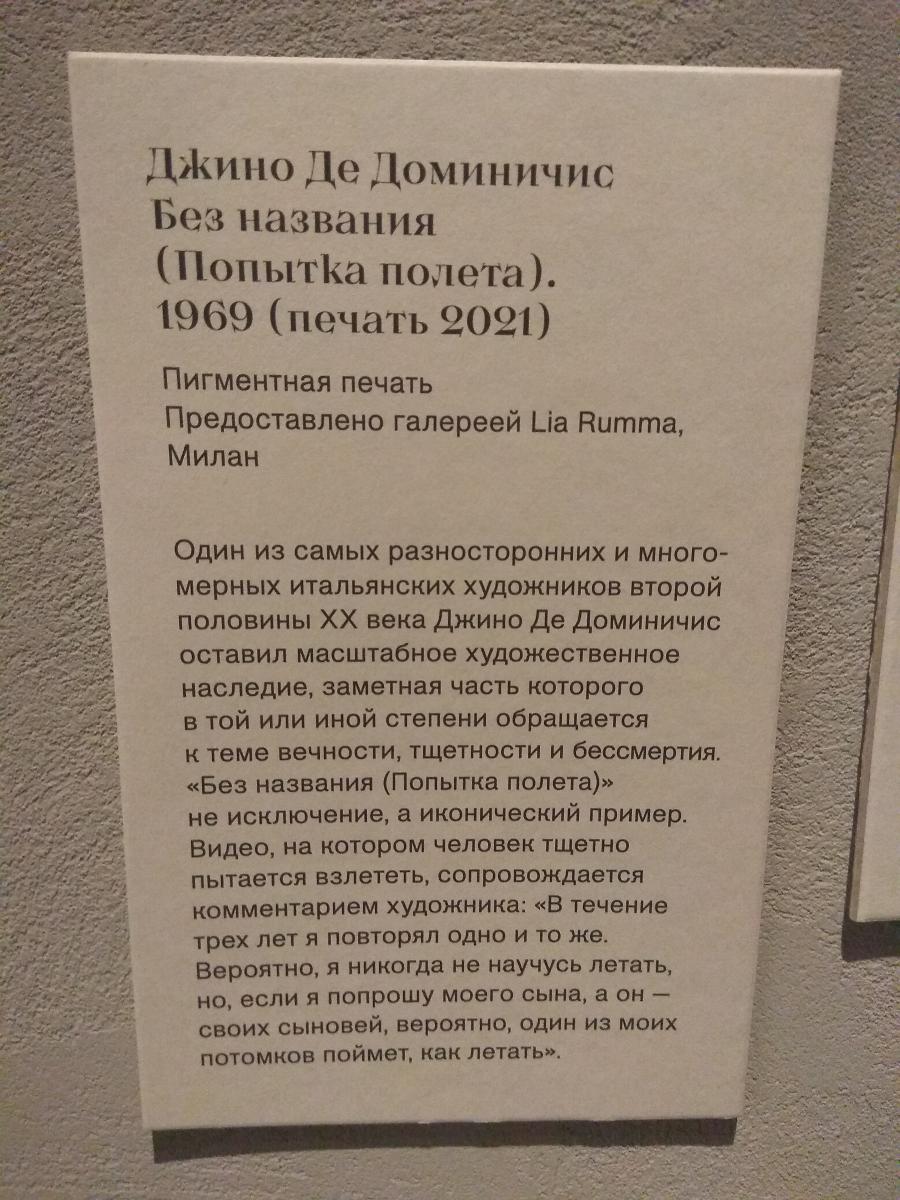 Джино Де Доминичис
Без названия
(Попытка полета).
1969 (печать 2021)
Пигментная печать
Предоставлено галереей Lia Rumma,
Милан
Один из самых разносторонних и много-
мерных итальянских художников второй
половины XX века Джино Де Доминичис
оставил масштабное художественное
наследие, заметная часть которого
в той или иной степени обращается
к теме вечности, тщетности и бессмертия.
«Без названия (Попытка полета)»
не исключение, а иконический пример.
Видео, на котором человек тщетно
пытается взлететь, сопровождается
комментарием художника: «В течение
трех лет я повторял одно и то же.
Вероятно, я никогда не научусь летать,
но, если я попрошу моего сына, а он —
своих сыновей, вероятно, один из моих
потомков поймет, как летать».